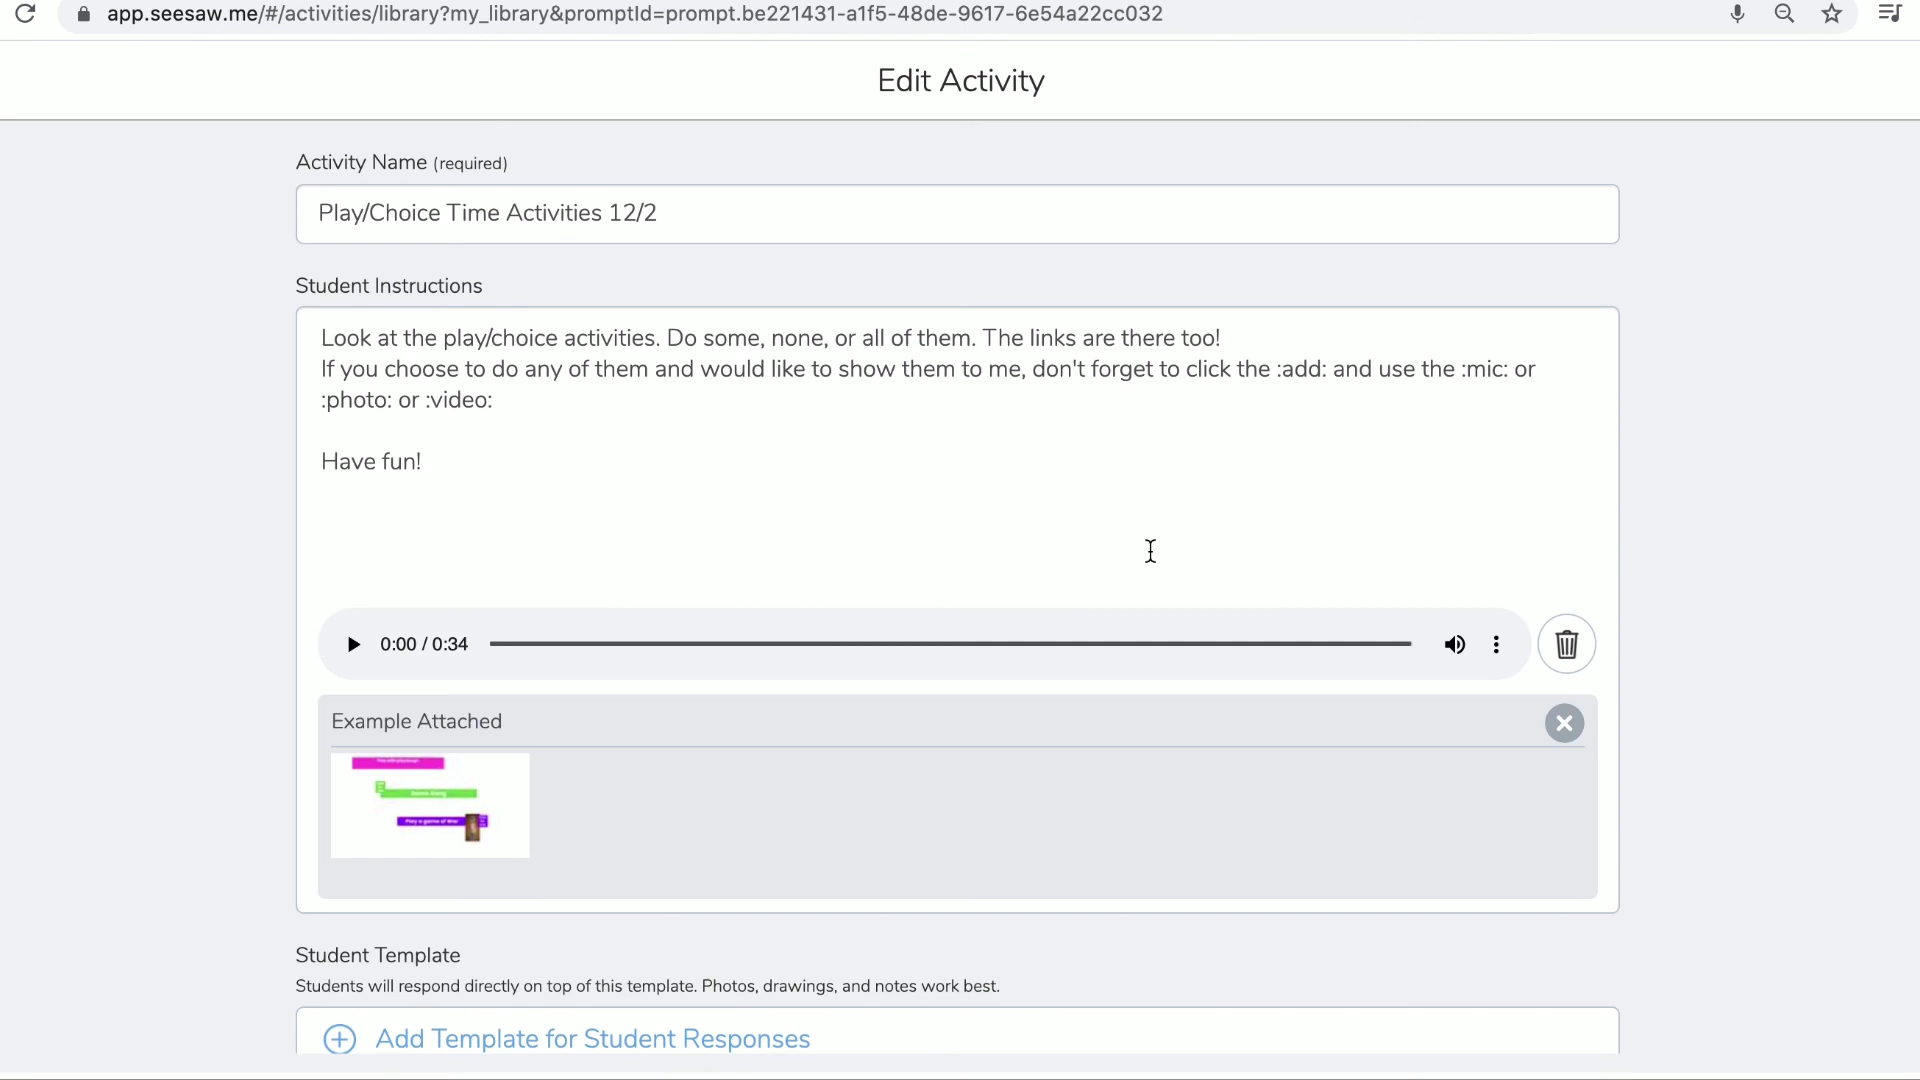 app.seesaw.me/#/activities/library?my_library&promptId=prompt.be221431-a1f5-48de-9617-6e54a22cc032
Edit Activity
Activity Name (required)
Play/Choice Time Activities 12/2
Student Instructions
Look at the play/choice activities. Do some, none, or all of them. The links are there too!
If you choose to do any of them and would like to show them to me, don't forget to click the :add: and use the :mic: or
:photo: or :video:
Have fun!
0:00 / 0:34
Example Attached
Play a game of War
Student Template
Students will respond directly on top of this template. Photos, drawings, and notes work best.
Add Template for Student Responses